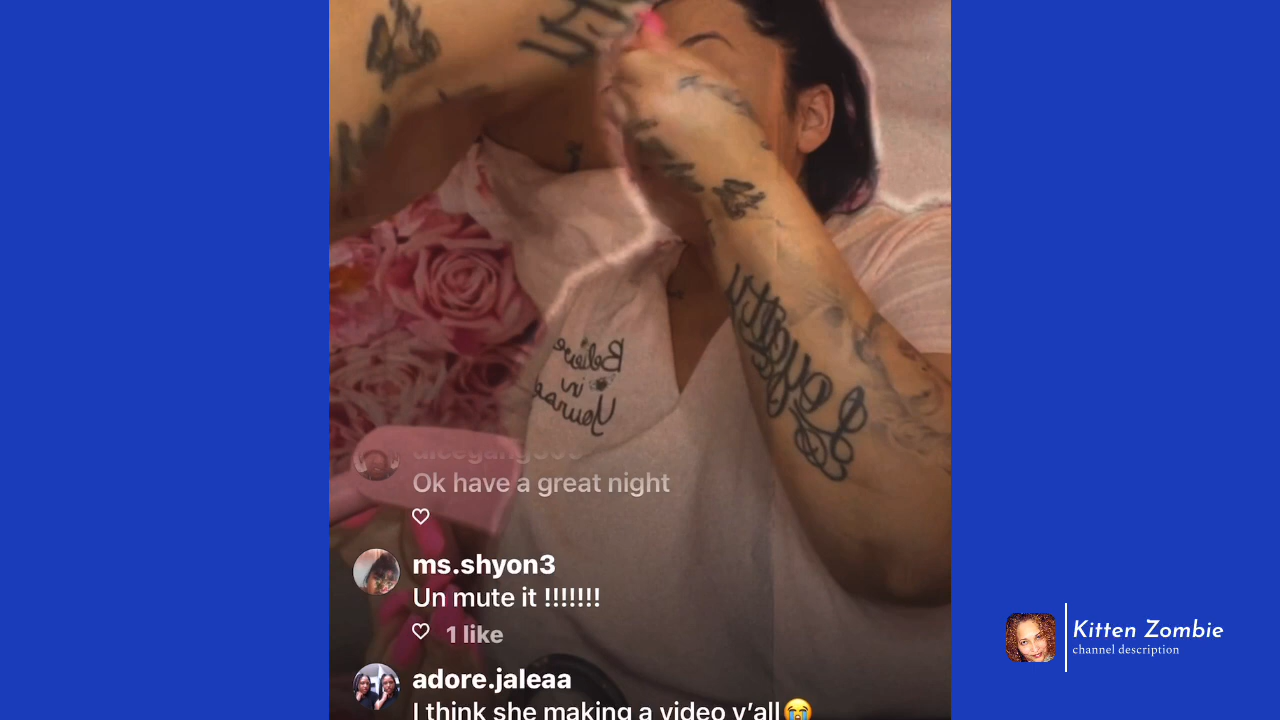 Believe
in
Loyalty
Ok have a great night
ms.shyon3
Un mute it !!!!!!!
1 like
adore.jaleaa
I think she making a video y’all😭
Kitten Zombie
channel description